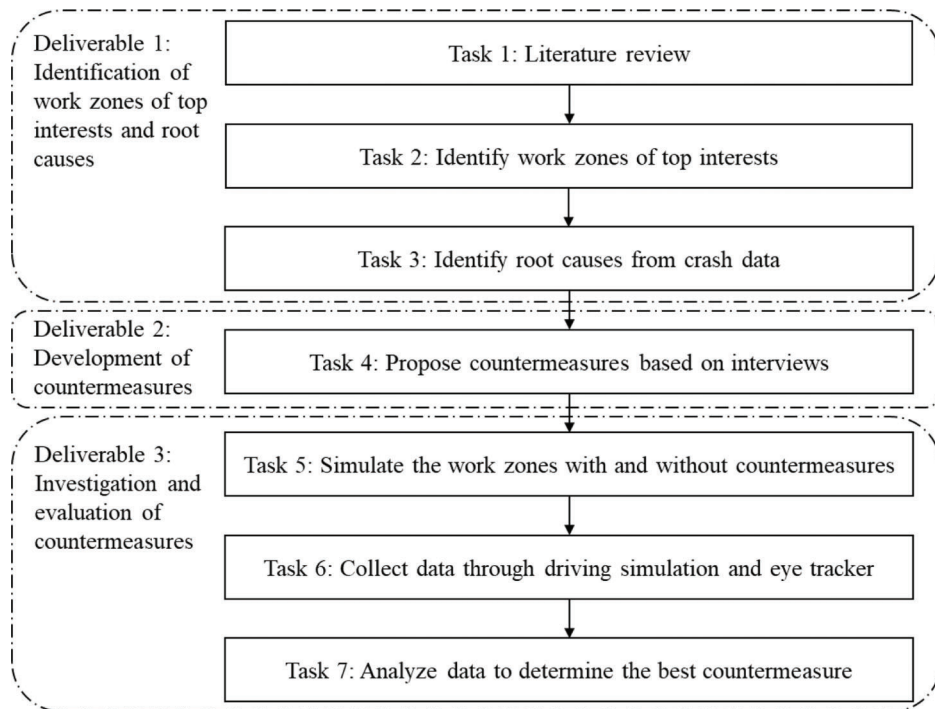 Deliverable 1:
Identification of
work zones of top
interests and root
causes
Task 1: Literature review
Task 2: Identify work zones of top interests
Task 3: Identify root causes from crash data
Deliverable 2:
Development of
countermeasures
Task 4: Propose countermeasures based on interviews
Deliverable 3:
Investigation and
evaluation of
countermeasures
Task 5: Simulate the work zones with and without countermeasures
Task 6: Collect data through driving simulation and eye tracker
Task 7: Analyze data to determine the best countermeasure